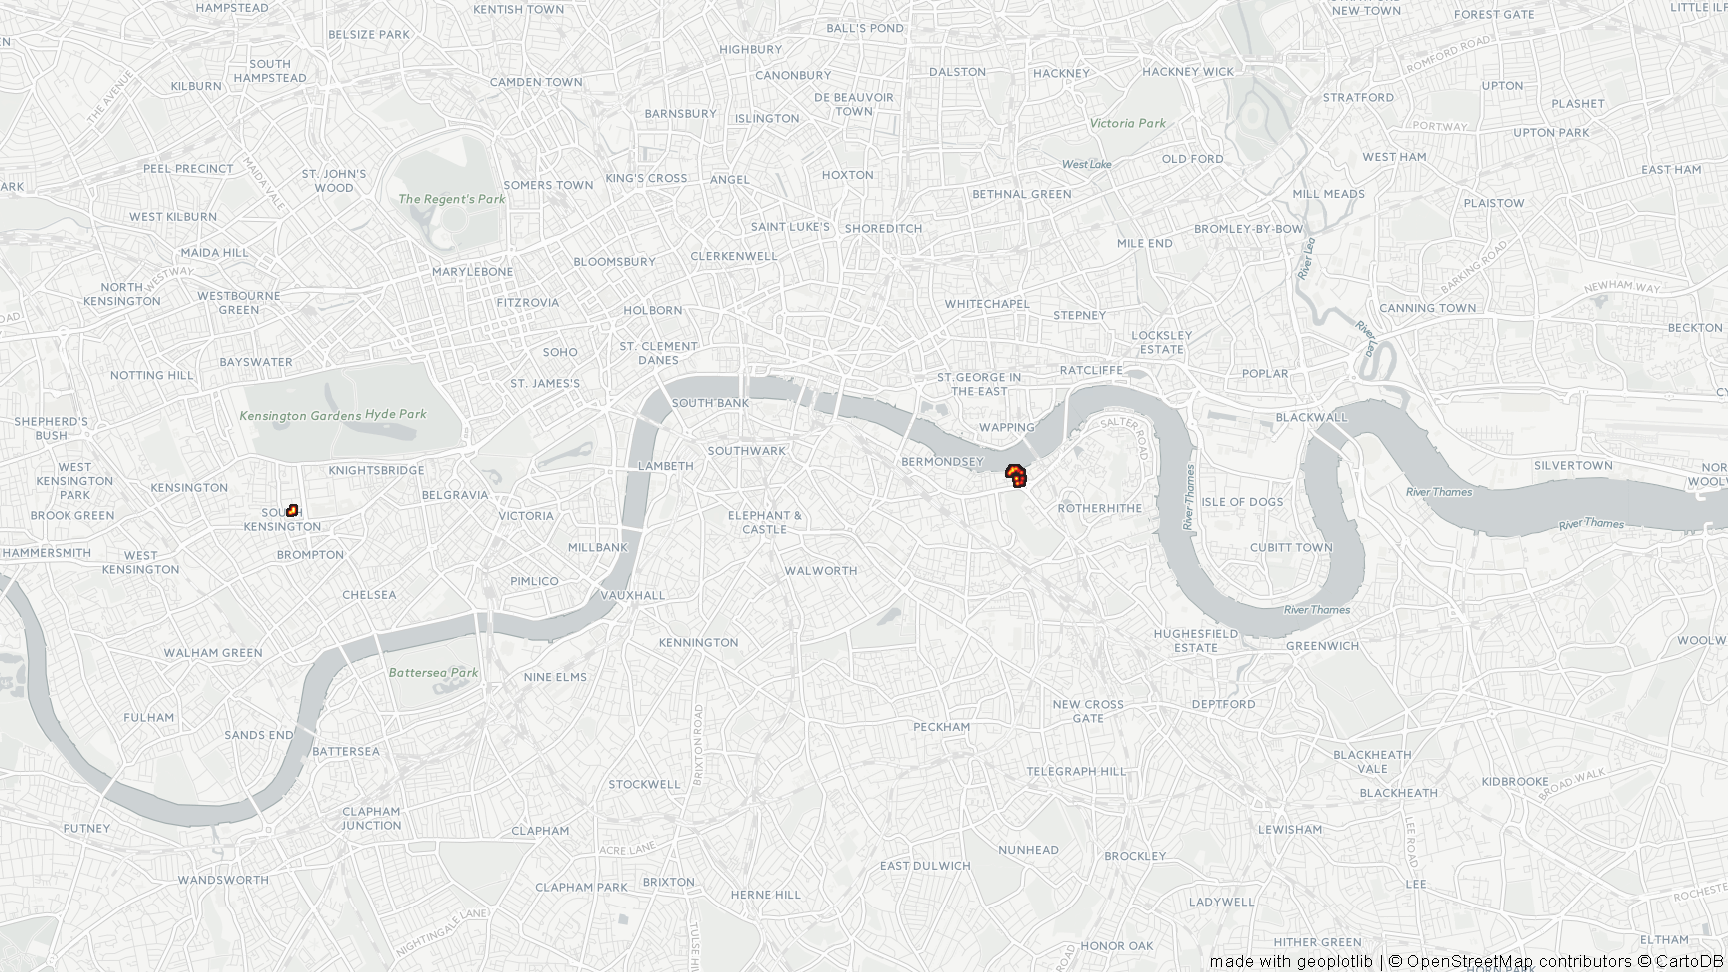 HAMPSTEAD
KENTISH TOWN
BALL'S POND
NEW TOWN
FOREST GATE
BELSIZE PARK
HIGHBURY
SOUTH
HAMPSTEAD
CANONBURY
DALSTON
HACKNEY
HACKNEY WICK
ROMFORD ROAD
THE AVENUE
KILBURN
CAMDEN TOWN
DE BEAUVOIR
TOWN
STRATFORD
UPTON
PLASHET
BARNSBURY
ISLINGTON
Victoria Park
PORTWAY
UPTON PARK
PEEL PRECINCT
MAIDA VALE
ST. JOHN'S
WOOD
West Lake
OLD FORD
WEST HAM
EAST HAM
ARK
The Regent's Park
SOMERS TOWN
KING'S CROSS
ANGEL
HOXTON
BETHNAL GREEN
MILL MEADS
PLAISTOW
WEST KILBURN
SAINT LUKE'S
SHOREDITCH
MILE END
BROMLEY-BY-BOW
MAIDA HILL
WESTWAY
MARYLEBONE
BLOOMSBURY
CLERKENWELL
River Lea
BARKING ROAD
NORTH
KENSINGTON
WESTBOURNE
GREEN
FITZROVIA
HOLBORN
WHITECHAPEL
STEPNEY
CANNING TOWN
NEWHAM WAY
BECKTON
SOHO
ST. CLEMENT
DANES
LOCKSLEY
ESTATE
River Lea
NOTTING HILL
BAYSWATER
ST. JAMES'S
ST.GEORGE IN
THE EAST
RATCLIFFE
POPLAR
SHEPHERD'S
BUSH
Kensington Gardens
Hyde Park
SOUTH BANK
WAPPING
SALTER ROAD
BLACKWALL
WEST
KENSINGTON
PARK
KENSINGTON
KNIGHTSBRIDGE
LAMBETH
SOUTHWARK
BERMONDSEY
SILVERTOWN
BROOK GREEN
SOUTH
KENSINGTON
BELGRAVIA
VICTORIA
ELEPHANT &
CASTLE
ROTHERHITHE
River Thames
ISLE OF DOGS
River Thames
River Thames
HAMMERSMITH
WEST
KENSINGTON
BROMPTON
MILLBANK
CUBITT TOWN
CHELSEA
PIMLICO
WALWORTH
VAUXHALL
River Thames
WALHAM GREEN
KENNINGTON
HUGHESFIELD
ESTATE
GREENWICH
Battersea Park
NINE ELMS
FULHAM
SANDS END
BATTERSEA
BRIXTON ROAD
PECKHAM
NEW CROSS
GATE
DEPTFORD
BLACKHEATH
VALE
STOCKWELL
TELEGRAPH HILL
BLACKHEATH
KIDBROOKE
BROAD WALK
CLAPHAM
JUNCTION
CLAPHAM
ACRE LANE
LEWISHAM
LEE ROAD
WANDSWORTH
CLAPHAM PARK
BRIXTON
HERNE HILL
EAST DULWICH
NUNHEAD
BROCKLEY
LEE
NIGHTINGALE LANE
LADYWELL
HONOR OAK
HITHER GREEN
ELTHAM
made with geoplotlib | © OpenStreetMap contributors © CartoDB